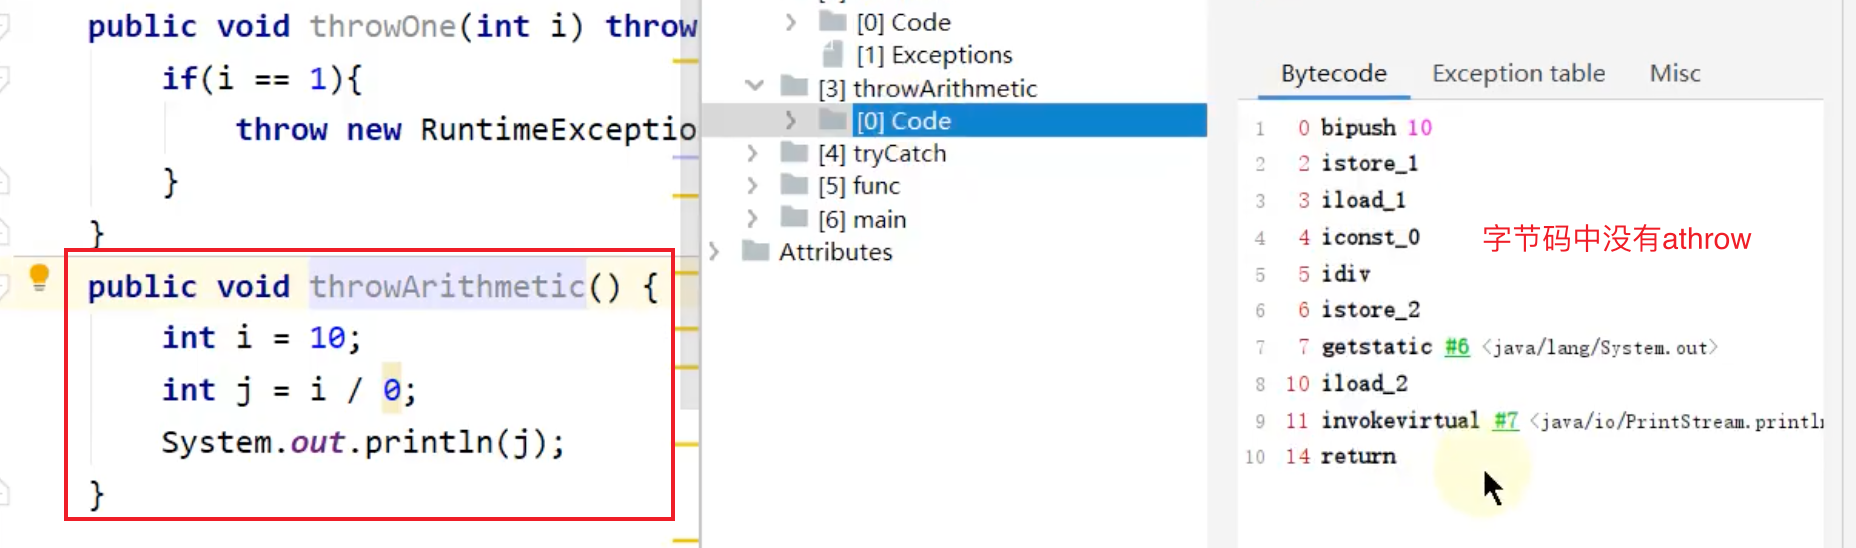 public void throwOne(int i) throw
if(i == 1){
throw new RuntimeExceptio
}
}
public void throwArithmetic() {
int i = 10;
int j = i / 0;
System.out.println(j);
}
[0] Code
[1] Exceptions
[3] throwArithmetic
[0] Code
[4] tryCatch
[5] func
[6] main
Attributes
Bytecode Exception table Misc
1 0 bipush 10
2 2 istore_1
3 3 iload_1
4 4 iconst_0
5 5 idiv
6 6 istore_2
7 7 getstatic #6 <java/lang/System.out>
8 10 iload_2
9 11 invokevirtual #7 <java/io/PrintStream.println
10 14 return
字节码中没有athrow